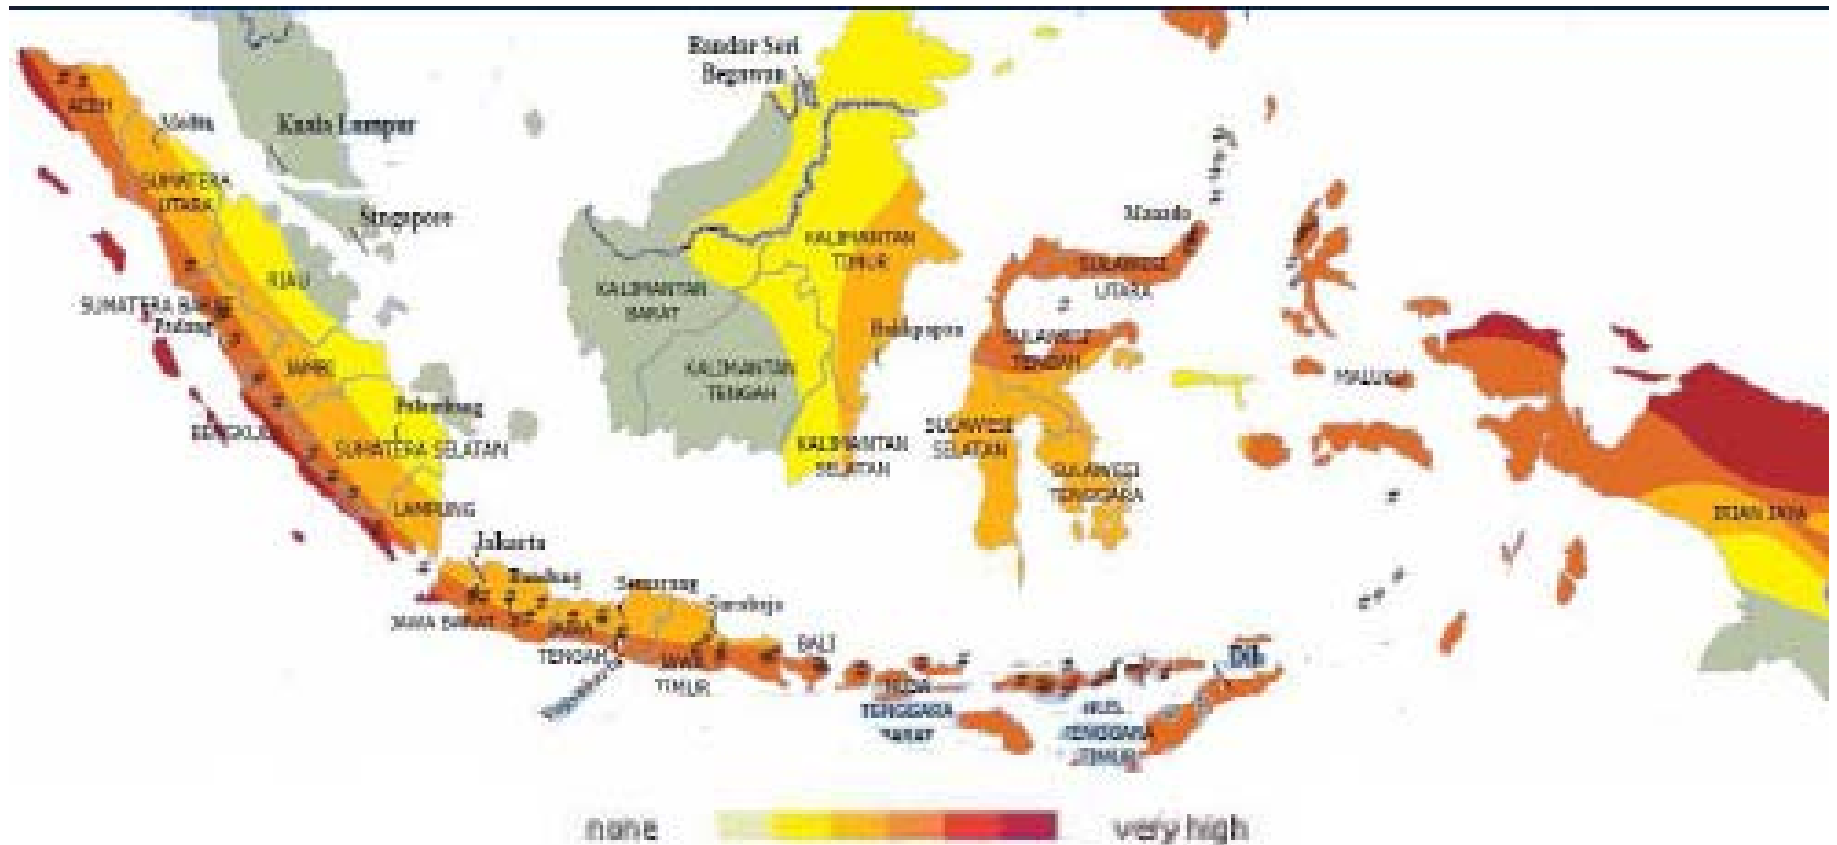 Bandar Seri
Begawan
ACEH
Medan
Kuala Lumpur
SUMATERA
UTARA
Singapore
Manado
KALIMANTAN
TIMUR
SULAWESI
UTARA
RIAU
KALIMANTAN
BARAT
SUMATERA BARAT
Padang
Balikpapan
SULAWESI
TENGAH
JAMBI
KALIMANTAN
TENGAH
MALUKU
Palembang
BENGKULU
SUMATERA SELATAN
KALIMANTAN
SELATAN
SULAWESI
SELATAN
SULAWESI
TENGGARA
LAMPUNG
IRIAN JAYA
Jakarta
Bandung
Semarang
Surabaya
JAWA BARAT
JAWA
TENGAH
BALI
JAWA
TIMUR
Dili
TENGGARA
BARAT
NUSA
TENGGARA
TIMUR
none
very high